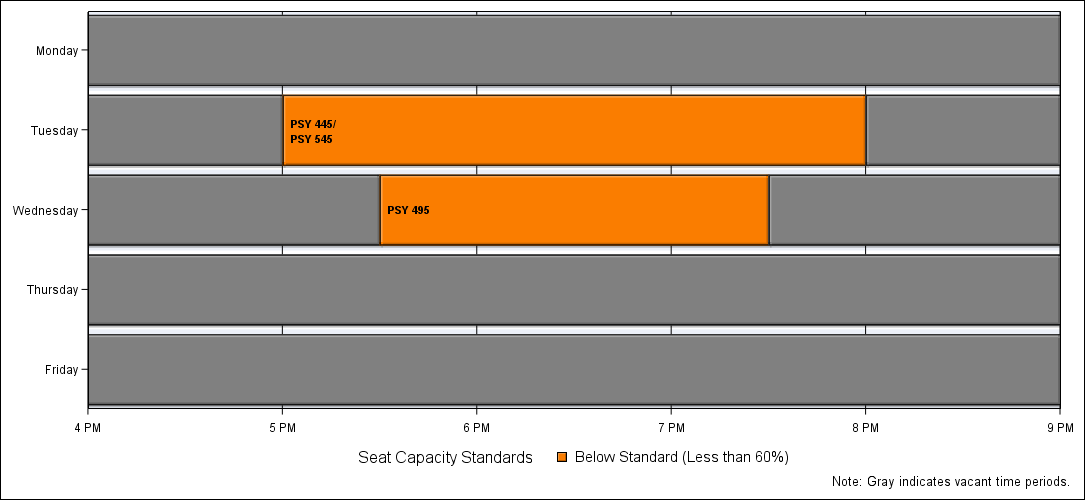 Monday
Tuesday
PSY 445/
PSY 545
Wednesday
PSY 495
Thursday
Friday
4 PM
5 PM
6 PM
7 PM
8 PM
9 PM
Seat Capacity Standards
Below Standard (Less than 60%)
Note: Gray indicates vacant time periods.